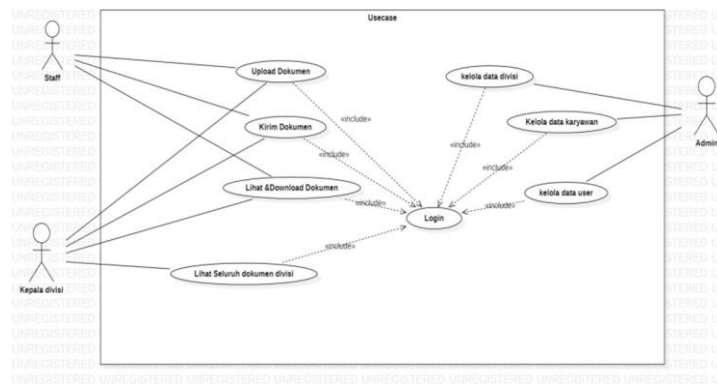 Usecase
Staff
Upload Dokumen
kelola data divisi
«include»
Kirim Dokumen
«include»
Kelola data karyawan
Admin
«include»
«include»
Lihat &Download Dokumen
«include»
kelola data user
«include»
Login
«include»
Lihat Seluruh dokumen divisi
Kepala divisi
UNREGISTERED UNREGISTERED UNREGISTERED UNREGISTERED UNREGISTERED UNREGISTERED UNREGISTERED